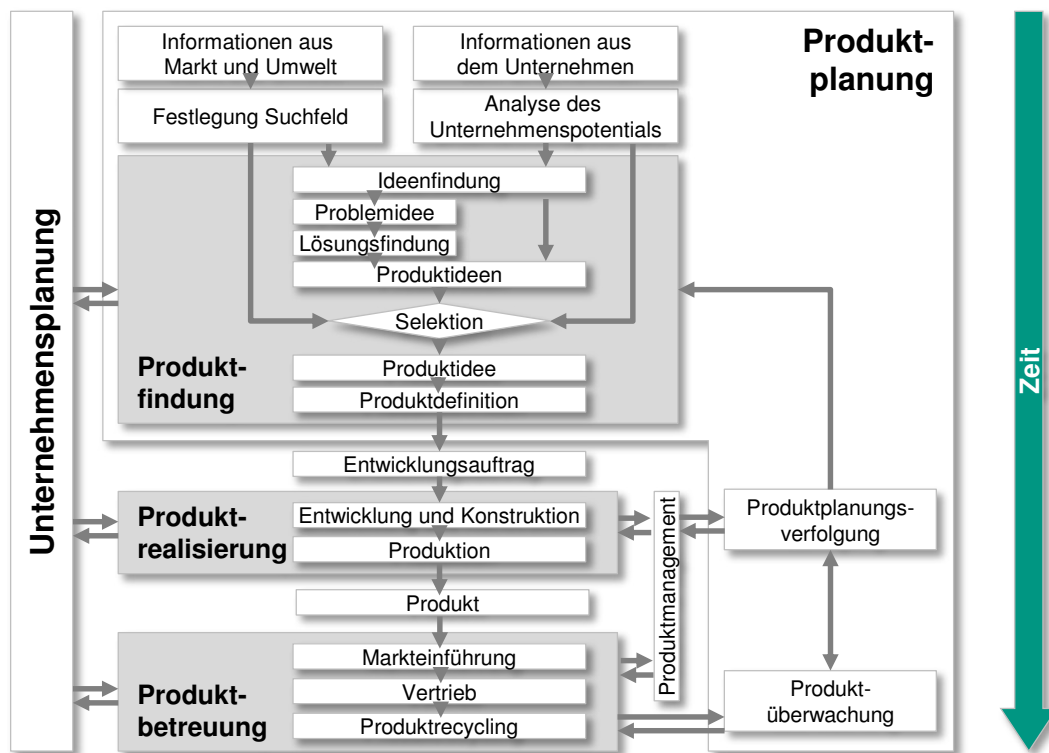 Informationen aus
Markt und Umwelt
Informationen aus
dem Unternehmen
Produkt-
planung
Festlegung Suchfeld
Analyse des
Unternehmenspotentials
Ideenfindung
Problemidee
Lösungsfindung
Produktideen
Selektion
Produkt-
findung
Produktidee
Produktdefinition
Unternehmensplanung
Zeit
Entwicklungsauftrag
Produkt-
realisierung
Entwicklung und Konstruktion
Produktion
Produktmanagement
Produktplanungs-
verfolgung
Produkt
Produkt-
betreuung
Markteinführung
Vertrieb
Produktrecycling
Produkt-
überwachung